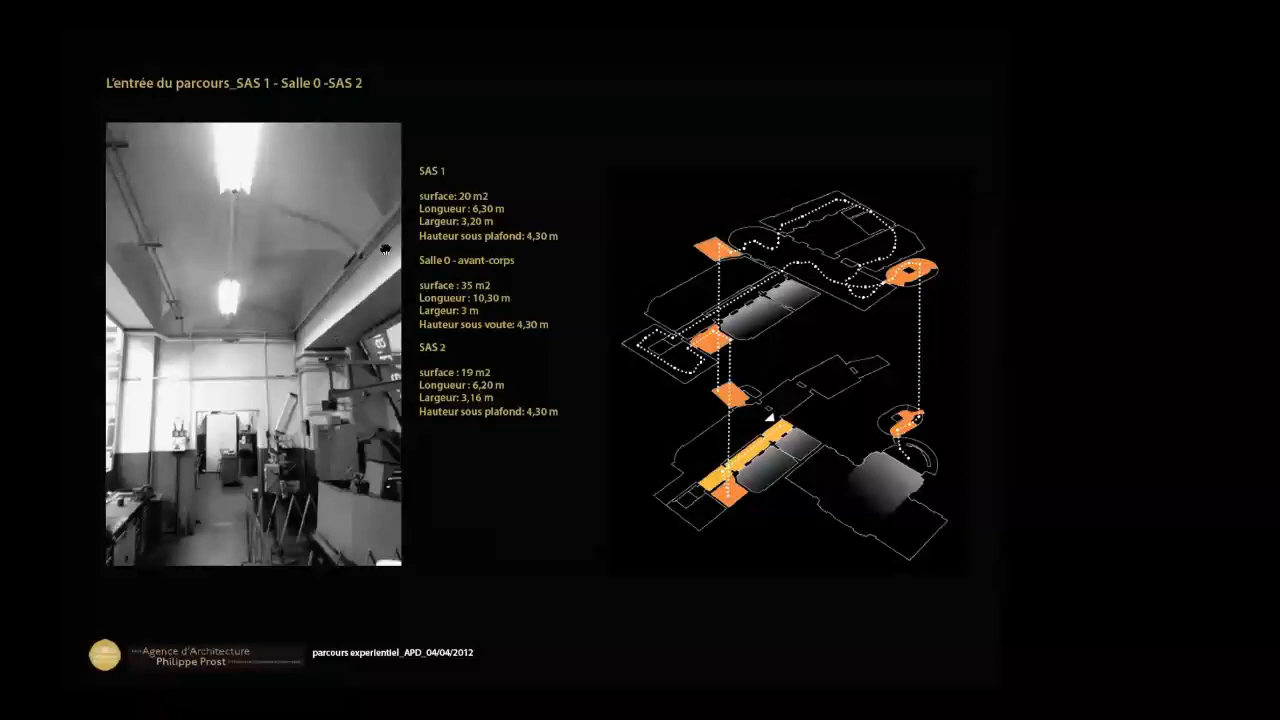 L'entrée du parcours_SAS 1 - Salle 0 -SAS 2
SAS 1
surface: 20 m2
Longueur : 6,30 m
Largeur: 3,20 m
Hauteur sous plafond: 4,30 m
Salle 0 - avant-corps
surface : 35 m2
Longueur : 10,30 m
Largeur: 3 m
Hauteur sous voute: 4,30 m
SAS 2
surface : 19 m2
Longueur : 6,20 m
Largeur: 3,16 m
Hauteur sous plafond: 4,30 m
Agence d'Architecture
Philippe Prost
parcours experientiel_APD_04/04/2012